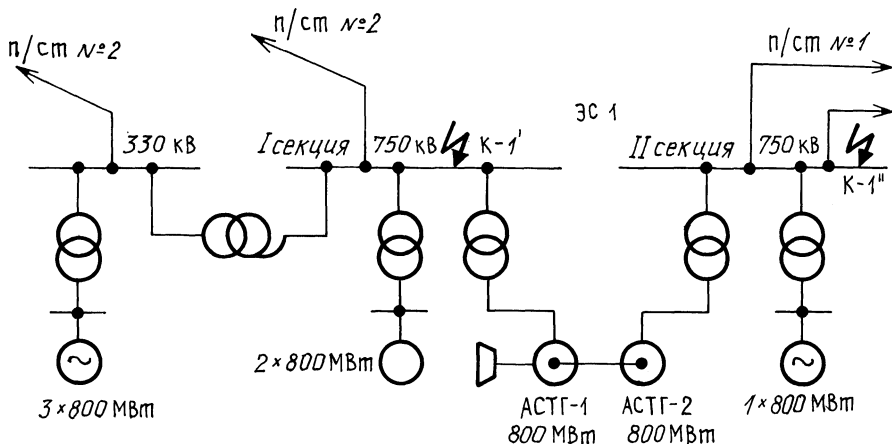 п/ст №2
п/ст №2
п/ст №1
ЭС 1
330 кВ
I секция
750 кВ
К-1'
II секция
750 кВ
К-1"
3×800 МВт
2×800 МВт
АСТГ-1
800 МВт
АСТГ-2
800 МВт
1×800 МВт